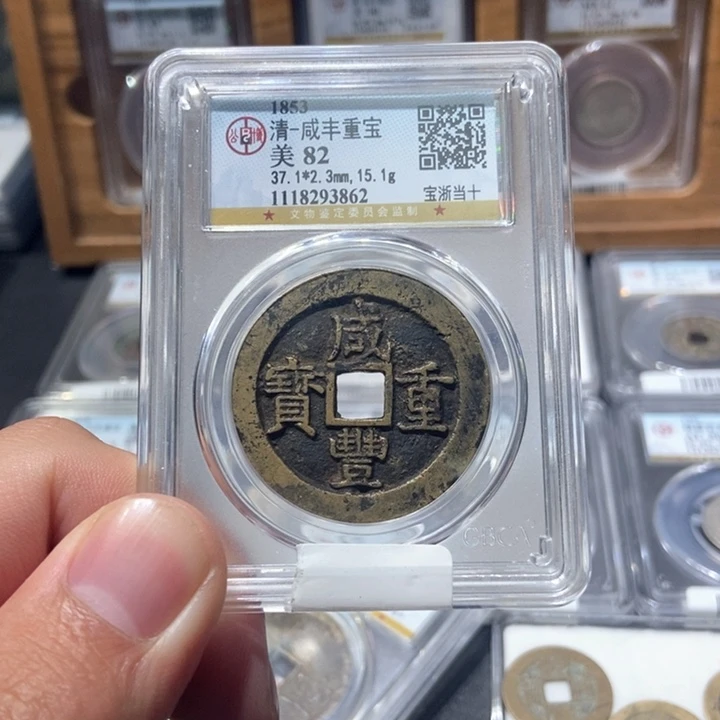 1853
清-咸丰重宝
美 82
37.1*2.3mm, 15.1g
1118293862
宝浙当十
★ 文物鉴定委员会监制 ★
咸
寶 重
豐